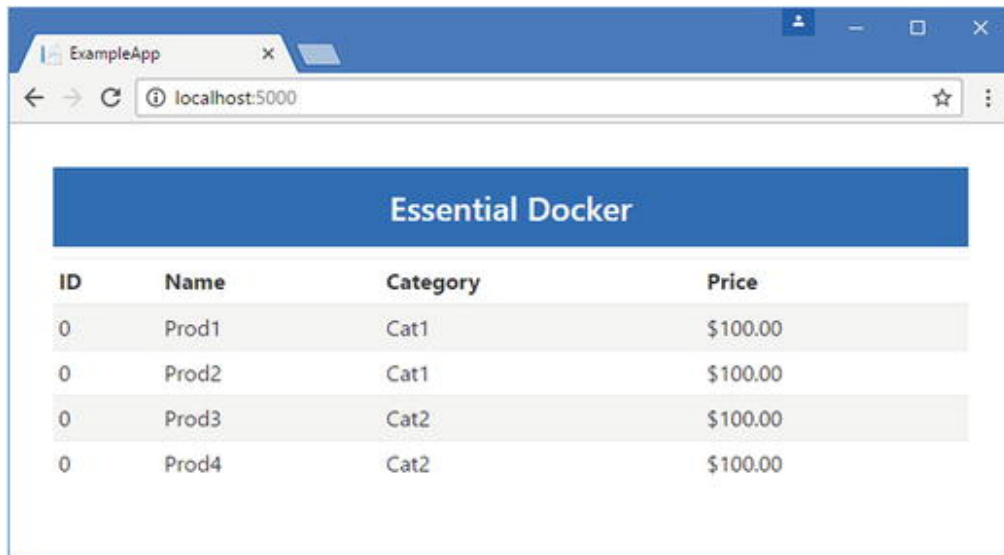 ExampleApp
localhost:5000
Essential Docker
ID Name Category Price
0 Prod1 Cat1 $100.00
0 Prod2 Cat1 $100.00
0 Prod3 Cat2 $100.00
0 Prod4 Cat2 $100.00